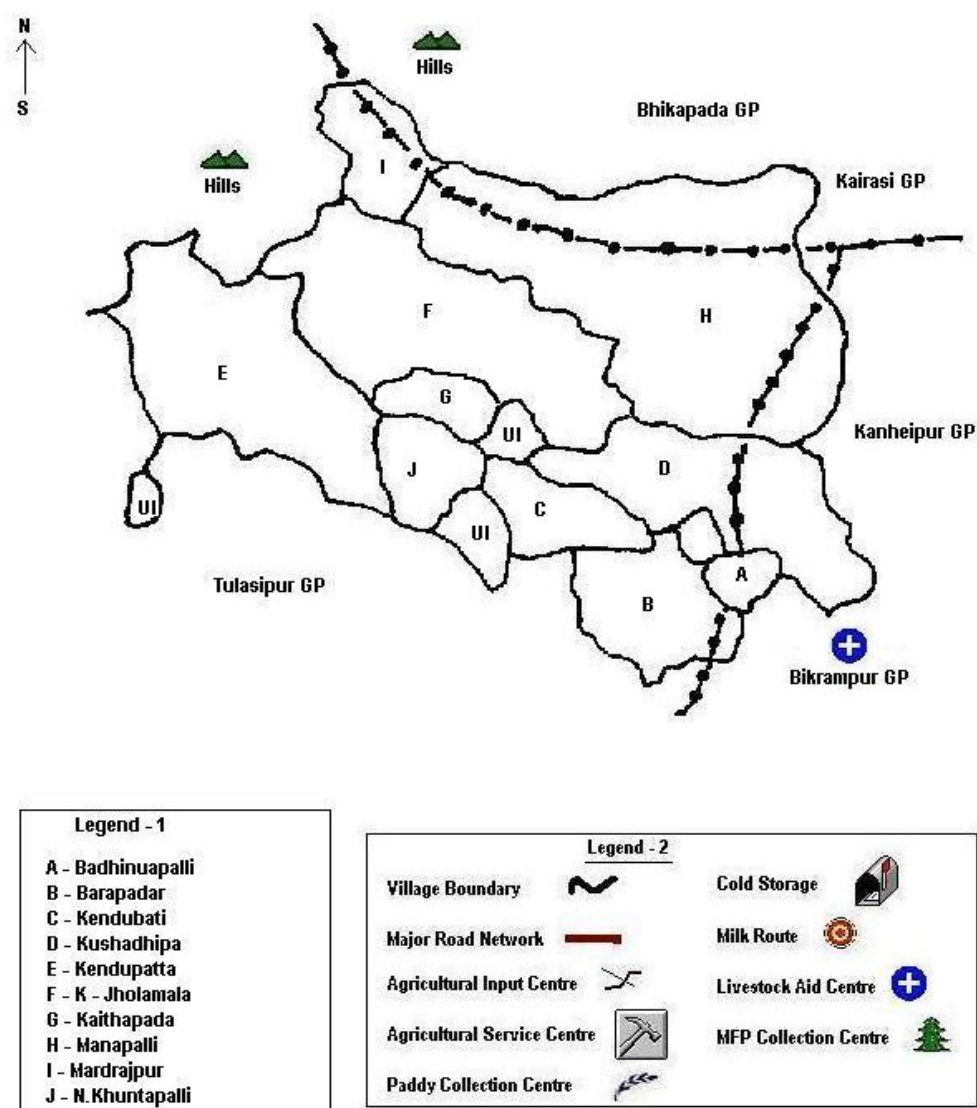 N
S
Hills
Hills
Bhikapada GP
Kairasi GP
I
F
H
E
G
UI
Kanheipur GP
J
D
C
UI
UI
Tulasipur GP
A
B
Bikrampur GP
Legend - 1
A - Badhinuapalli
B - Barapadar
C - Kendubati
D - Kushadhipa
E - Kendupatta
F - K - Jholamala
G - Kaithapada
H - Manapalli
I - Mardrajpur
J - N.Khuntapalli
Legend - 2
Village Boundary
Major Road Network
Agricultural Input Centre
Agricultural Service Centre
Paddy Collection Centre
Cold Storage
Milk Route
Livestock Aid Centre
MFP Collection Centre